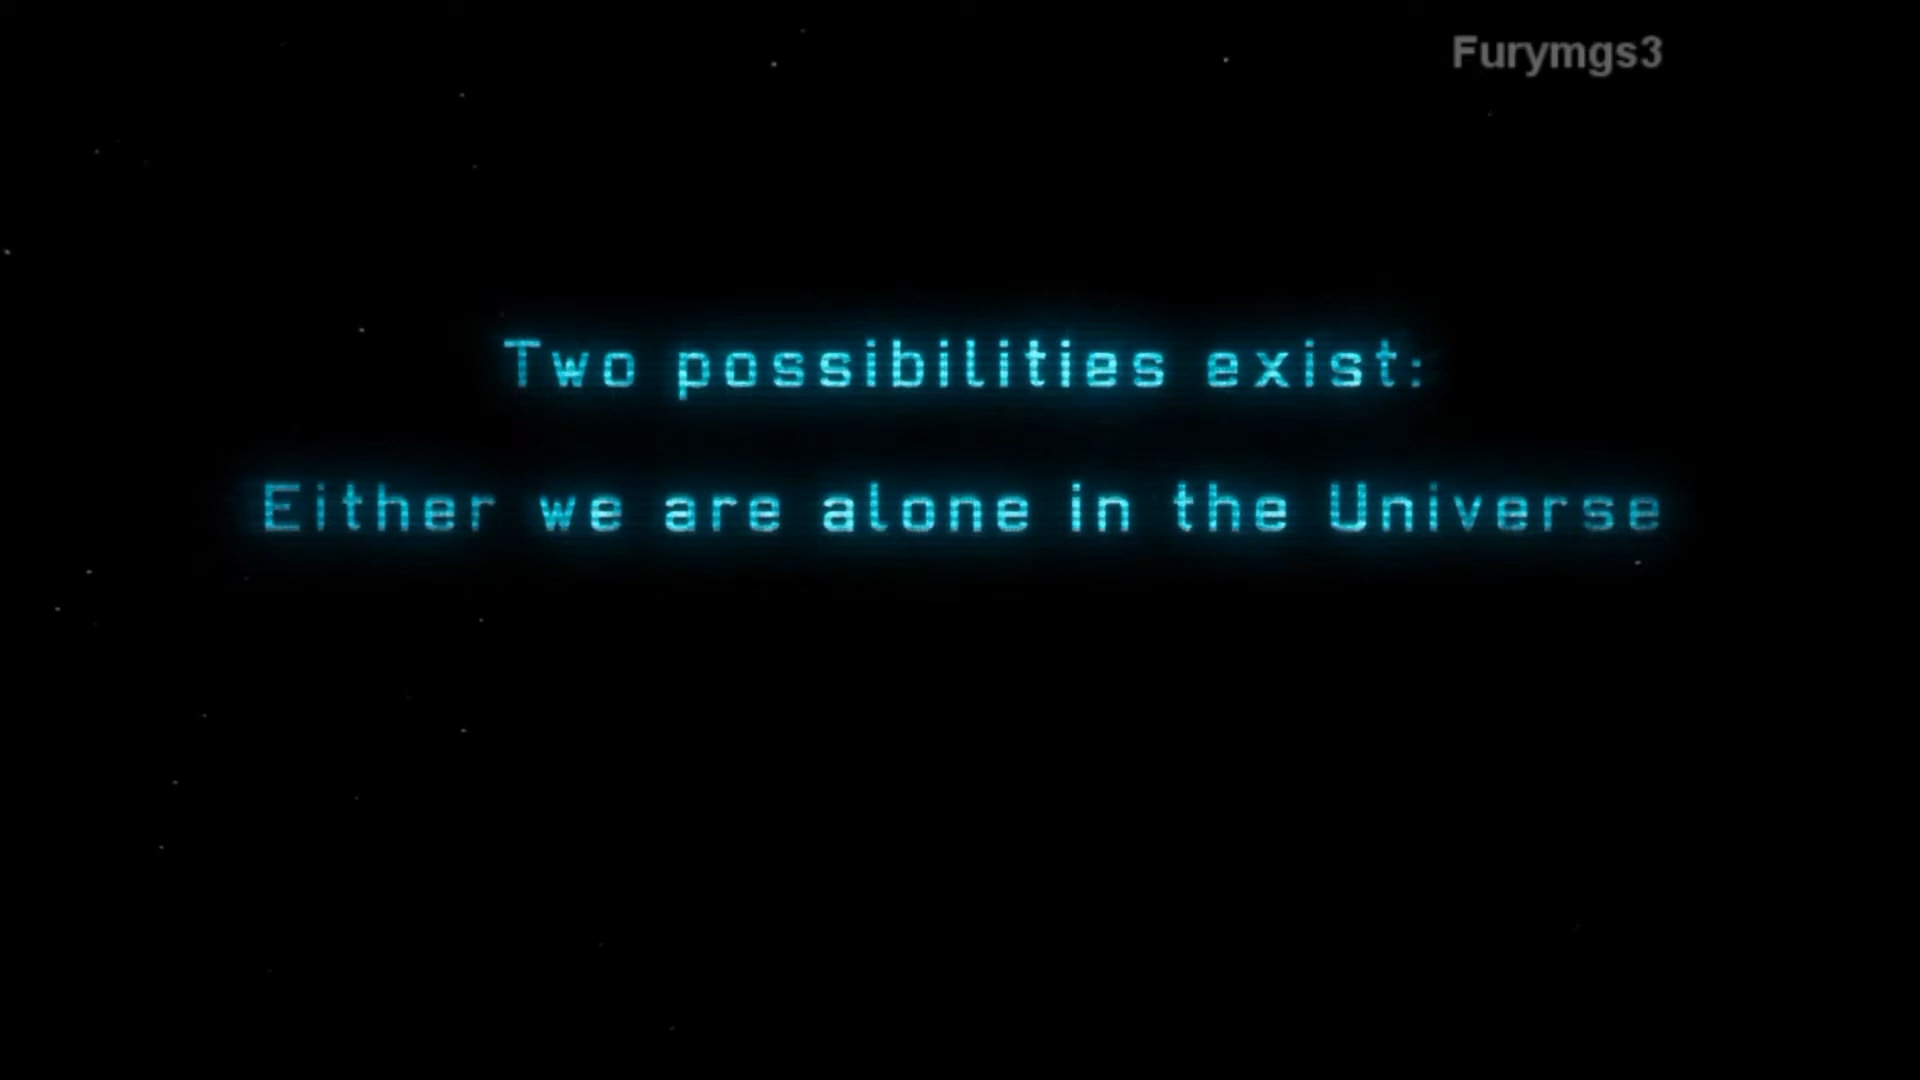 Furymgs3
Two possibilities exist:
Either we are alone in the Universe